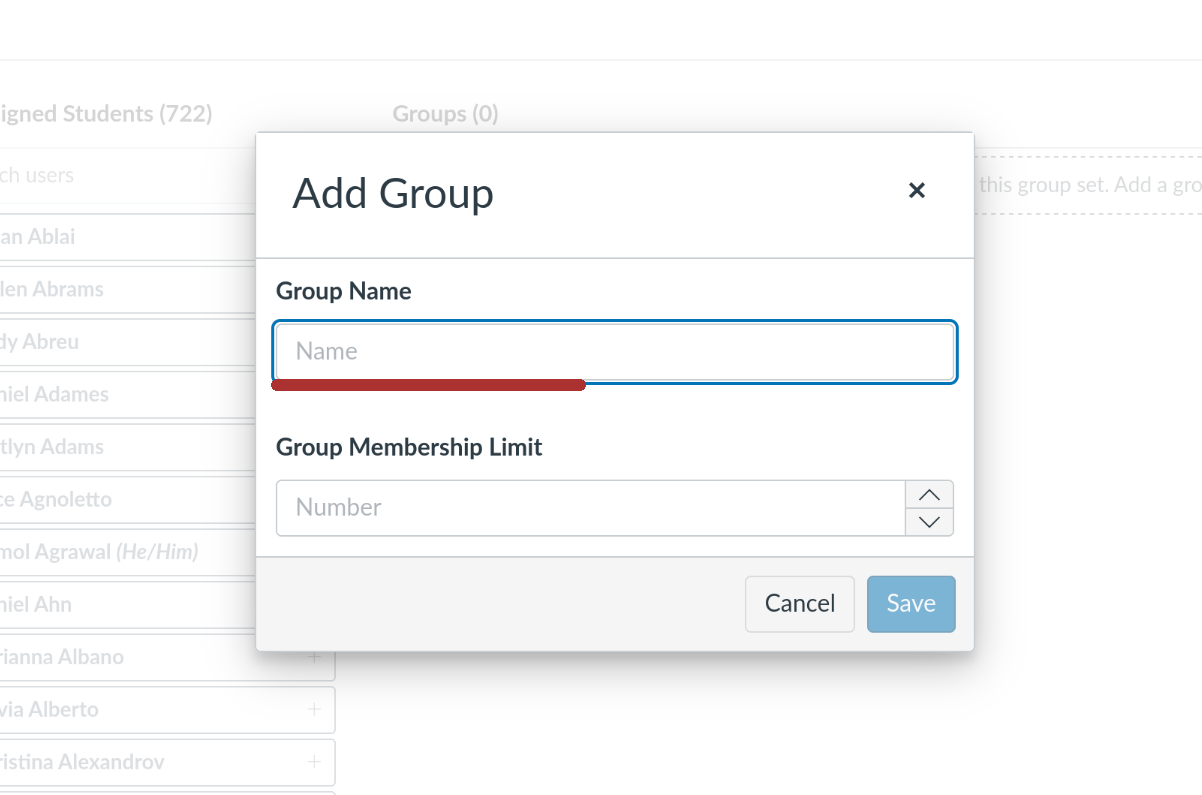 igned Students (722)
Groups (0)
ch users
this group set. Add a gro
an Ablai
len Abrams
dy Abreu
niel Adames
tlyn Adams
ce Agnoletto
mol Agrawal (He/Him)
niel Ahn
rianna Albano
via Alberto
ristina Alexandrov
Add Group
Group Name
Name
Group Membership Limit
Number
Cancel
Save